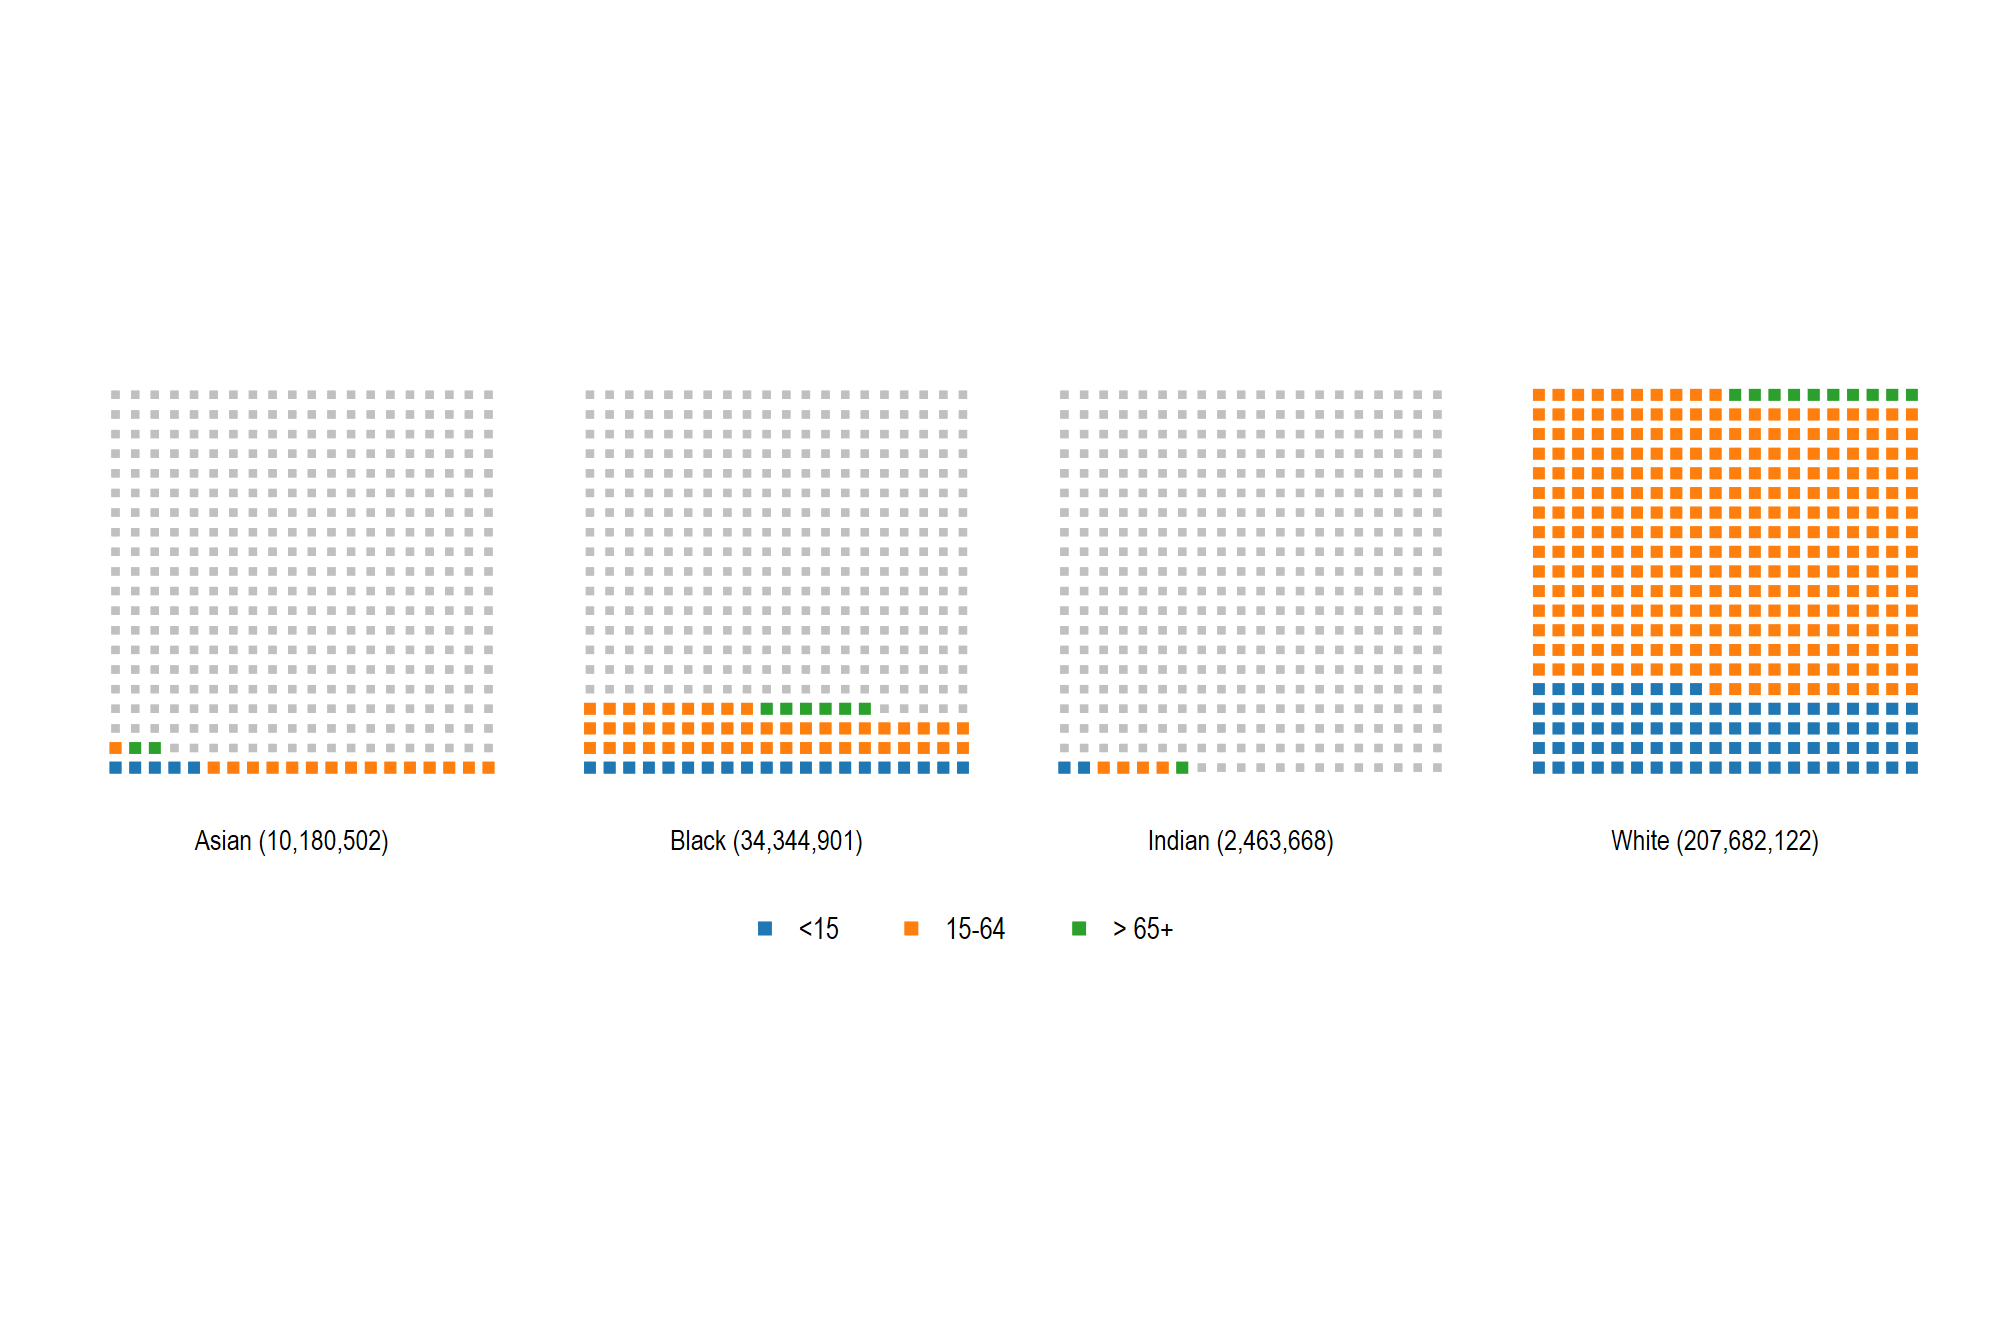 Asian (10,180,502)
Black (34,344,901)
Indian (2,463,668)
White (207,682,122)
<15
15-64
> 65+